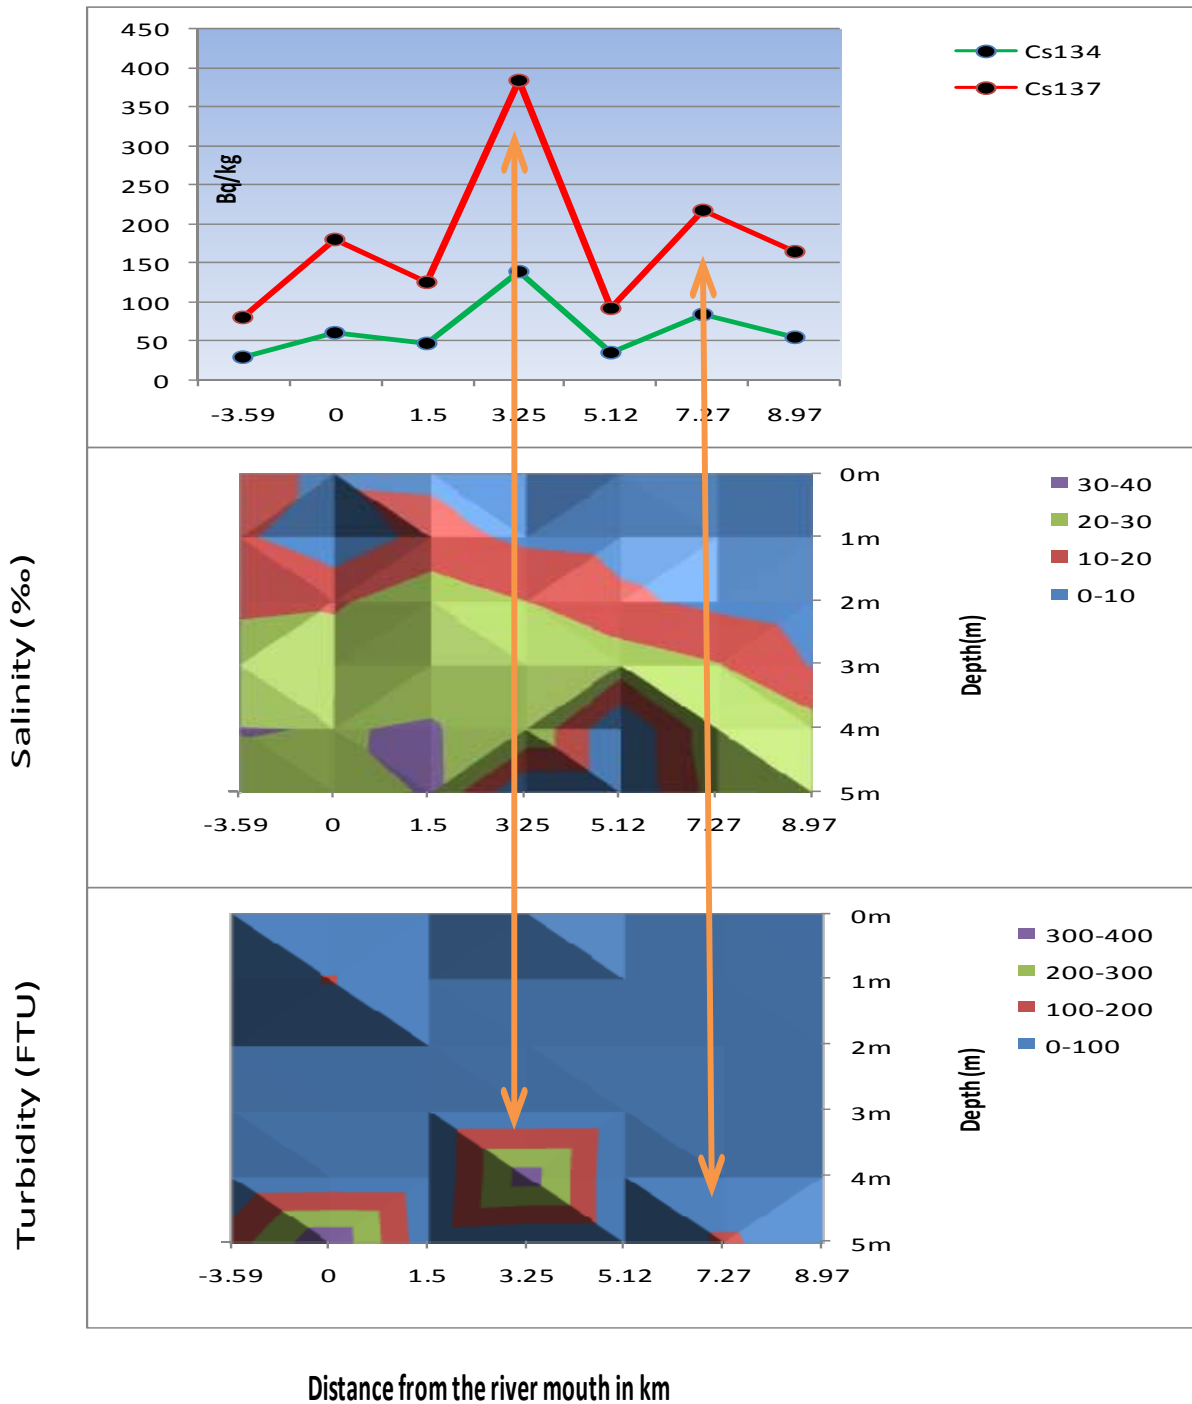 450
400
350
300
250
200
150
100
50
0
Bq/kg
-3.59 0 1.5 3.25 5.12 7.27 8.97
Cs134
Cs137
Salinity (‰)
0m
1m
2m
3m
4m
5m
Depth(m)
-3.59 0 1.5 3.25 5.12 7.27 8.97
30-40
20-30
10-20
0-10
Turbidity (FTU)
0m
1m
2m
3m
4m
5m
Depth (m)
-3.59 0 1.5 3.25 5.12 7.27 8.97
300-400
200-300
100-200
0-100
Distance from the river mouth in km